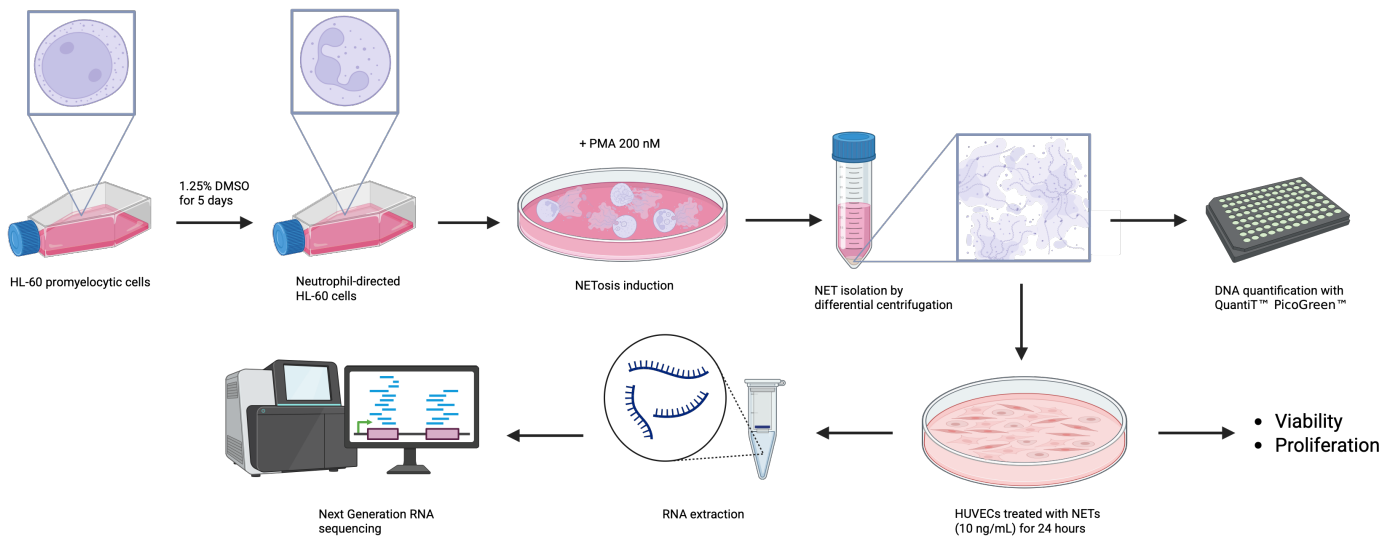 + PMA 200 nM
1.25% DMSO
for 5 days
HL-60 promyelocytic cells
Neutrophil-directed
HL-60 cells
NETosis induction
NET isolation by
differential centrifugation
DNA quantification with
QuantiT™ PicoGreen™
• Viability
• Proliferation
HUVECs treated with NETs
(10 ng/mL) for 24 hours
RNA extraction
Next Generation RNA
sequencing